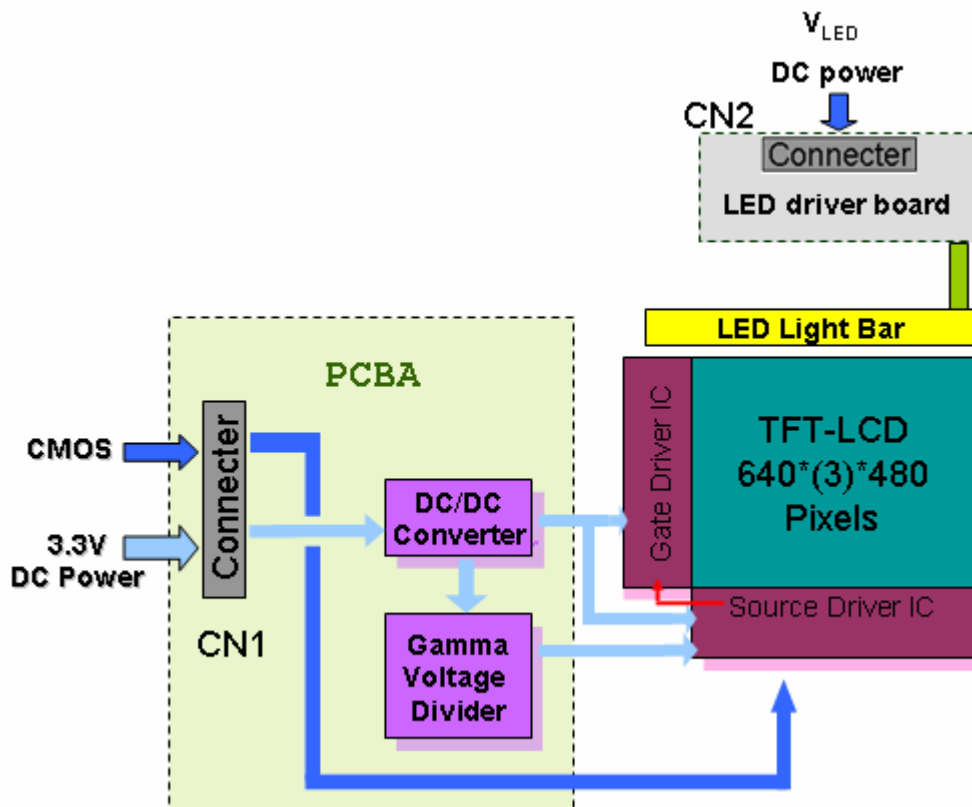 V_LED
DC power
CN2
Connecter
LED driver board
LED Light Bar
PCBA
CMOS
3.3V
DC Power
Connecter
CN1
DC/DC
Converter
Gamma
Voltage
Divider
Gate Driver IC
TFT-LCD
640*(3)*480
Pixels
Source Driver IC